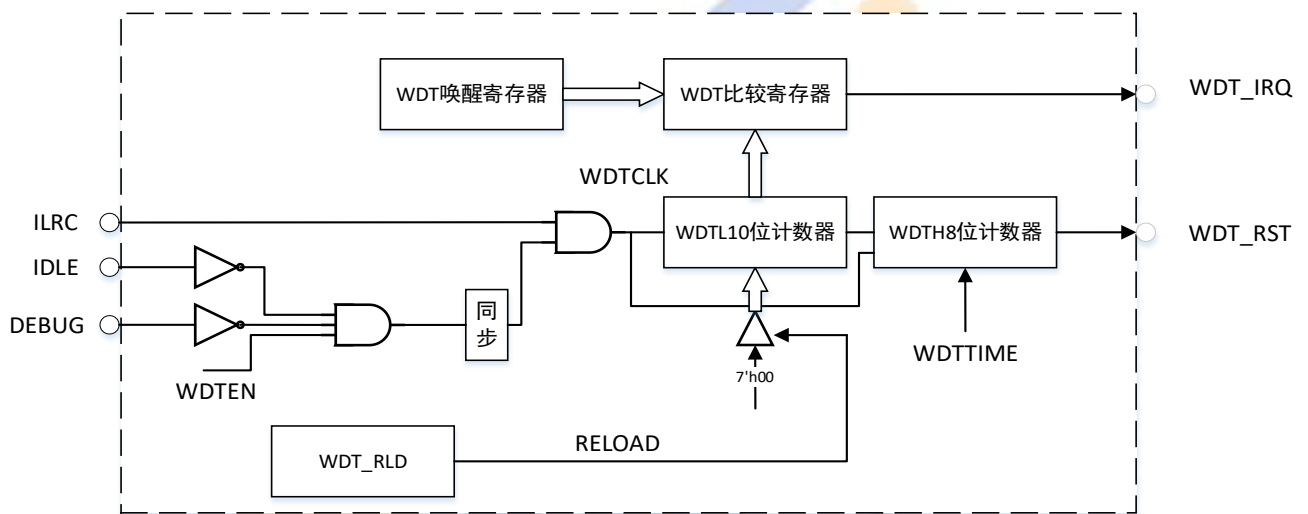 WDT唤醒寄存器
WDT比较寄存器
WDT_IRQ
WDTCLK
ILRC
WDTL10位计数器
WDTH8位计数器
WDT_RST
IDLE
同
步
DEBUG
WDTTIME
7'h00
WDTEN
RELOAD
WDT_RLD